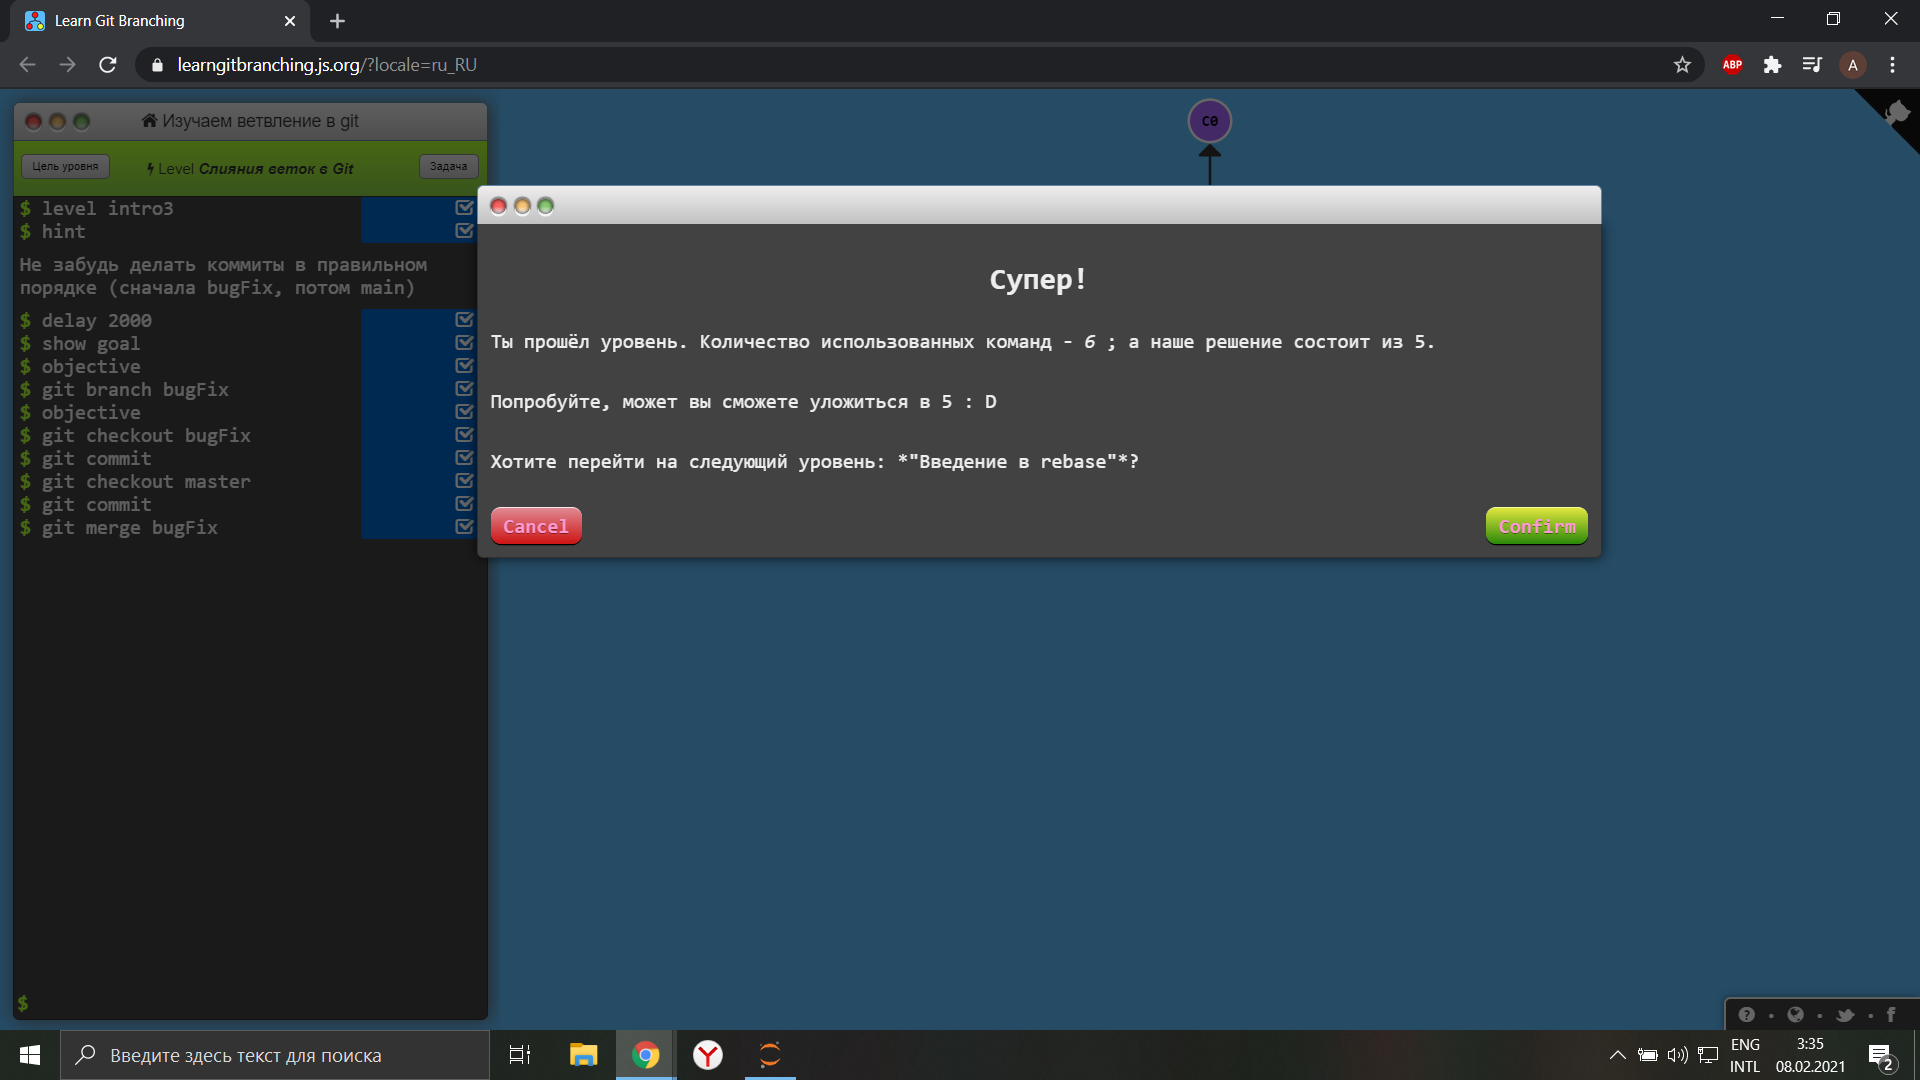 Learn Git Branching
learngitbranching.js.org/?locale=ru_RU
ABP
A
Изучаем ветвление в git
Цель уровня
Level Слияния веток в Git
Задача
$ level intro3
$ hint
Не забудь делать коммиты в правильном
порядке (сначала bugFix, потом main)
$ delay 2000
$ show goal
$ objective
$ git branch bugFix
$ objective
$ git checkout bugFix
$ git commit
$ git checkout master
$ git commit
$ git merge bugFix
$
C0
Супер!
Ты прошёл уровень. Количество использованных команд - 6 ; а наше решение состоит из 5.
Попробуйте, может вы сможете уложиться в 5 : D
Хотите перейти на следующий уровень: *"Введение в rebase"*?
Cancel
Confirm
Введите здесь текст для поиска
ENG
INTL
3:35
08.02.2021
2